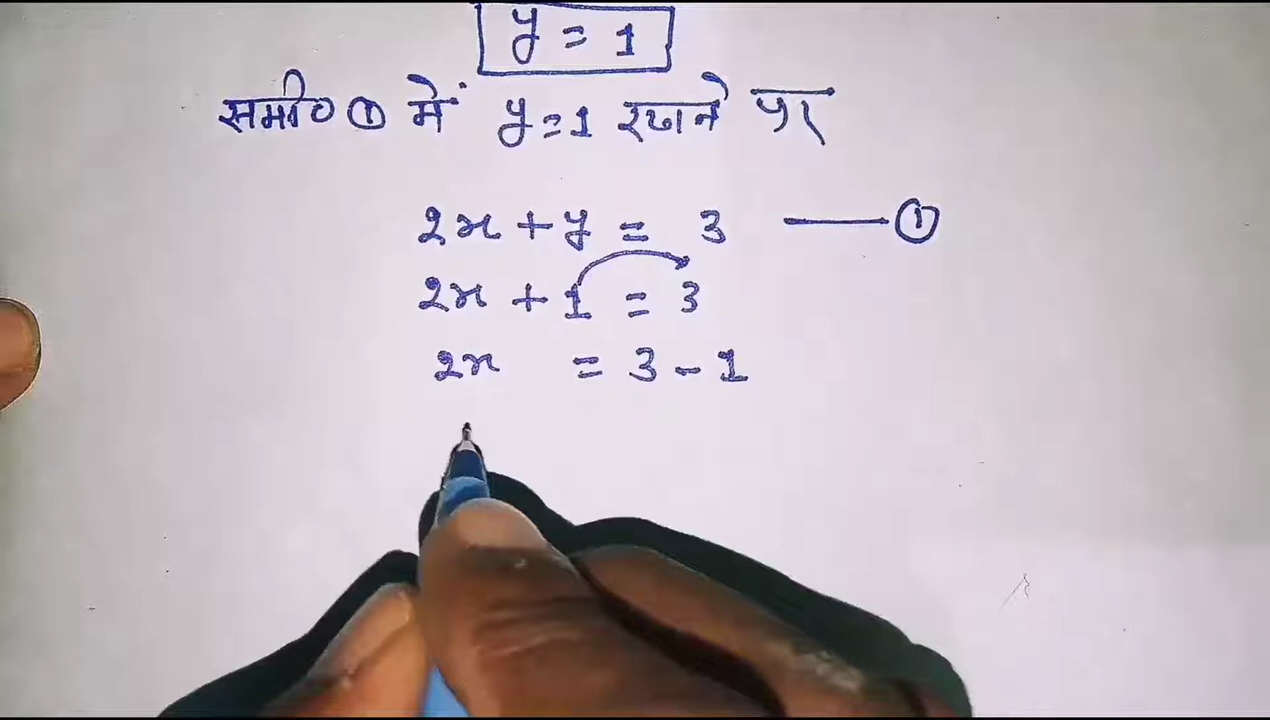 y = 1
समी० ① में y=1 रखने पर
2x + y = 3 —— ①
2x + 1 = 3
2x = 3 - 1